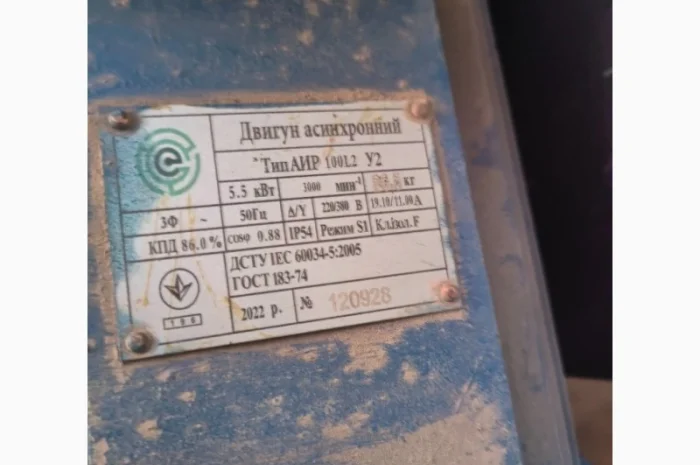 Двигун асинхронний
Тип АИР 100L2 У2
5.5 кВт 3000 мин⁻¹ кг
3Ф ~ 50Гц Δ/Y 220/380 В 19.10/11.00 А
КПД 86.0 % cosφ 0.88 IP54 Режим S1 Кл.ізол. F
ДСТУ IEC 60034-5:2005
ГОСТ 183-74
2022 р. № 120928